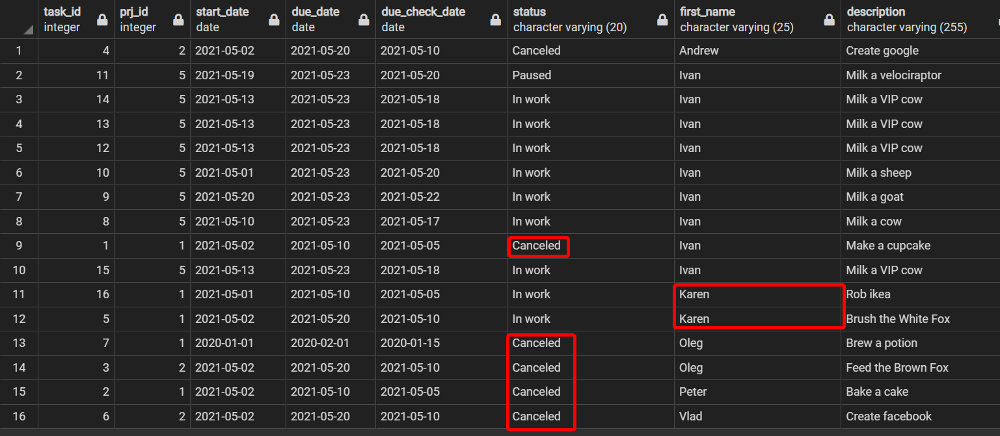 task_id prj_id start_date due_date due_check_date status first_name description
integer integer date date date character varying (20) character varying (25) character varying (255)
1 4 2 2021-05-02 2021-05-20 2021-05-10 Canceled Andrew Create google
2 11 5 2021-05-19 2021-05-23 2021-05-20 Paused Ivan Milk a velociraptor
3 14 5 2021-05-13 2021-05-23 2021-05-18 In work Ivan Milk a VIP cow
4 13 5 2021-05-13 2021-05-23 2021-05-18 In work Ivan Milk a VIP cow
5 12 5 2021-05-13 2021-05-23 2021-05-18 In work Ivan Milk a VIP cow
6 10 5 2021-05-01 2021-05-23 2021-05-20 In work Ivan Milk a sheep
7 9 5 2021-05-20 2021-05-23 2021-05-22 In work Ivan Milk a goat
8 8 5 2021-05-10 2021-05-23 2021-05-17 In work Ivan Milk a cow
9 1 1 2021-05-02 2021-05-10 2021-05-05 Canceled Ivan Make a cupcake
10 15 5 2021-05-13 2021-05-23 2021-05-18 In work Ivan Milk a VIP cow
11 16 1 2021-05-01 2021-05-10 2021-05-05 In work Karen Rob ikea
12 5 1 2021-05-02 2021-05-20 2021-05-10 In work Karen Brush the White Fox
13 7 1 2020-01-01 2020-02-01 2020-01-15 Canceled Oleg Brew a potion
14 3 2 2021-05-02 2021-05-20 2021-05-10 Canceled Oleg Feed the Brown Fox
15 2 1 2021-05-02 2021-05-10 2021-05-05 Canceled Peter Bake a cake
16 6 2 2021-05-02 2021-05-20 2021-05-10 Canceled Vlad Create facebook